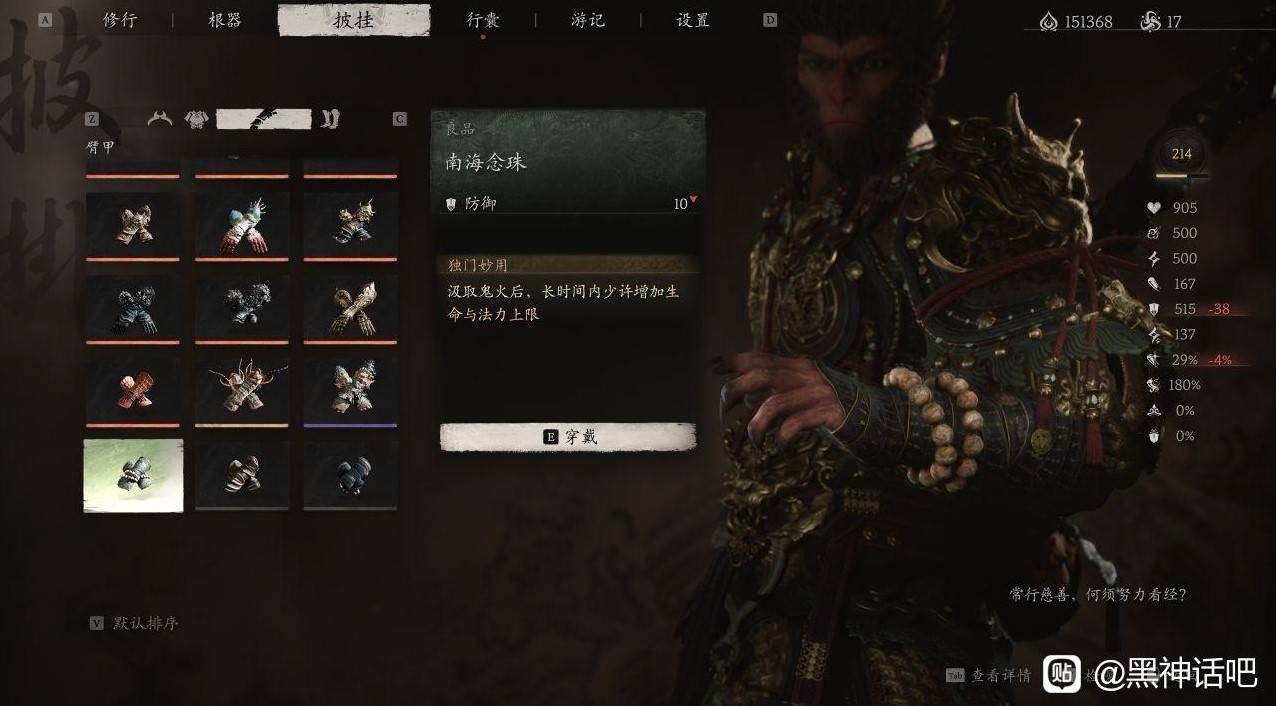 A 修行 根器 披挂 行囊 游记 设置 D
151368 17
披挂
Z C
臂甲
良品
南海念珠
防御 10
独门妙用
汲取鬼火后，长时间内少许增加生
命与法力上限
E 穿戴
214
905
500
500
167
515 -38
137
29% -4%
180%
0%
0%
常行慈善，何须努力看经?
V 默认排序
Tab 查看详情
贴 @黑神话吧